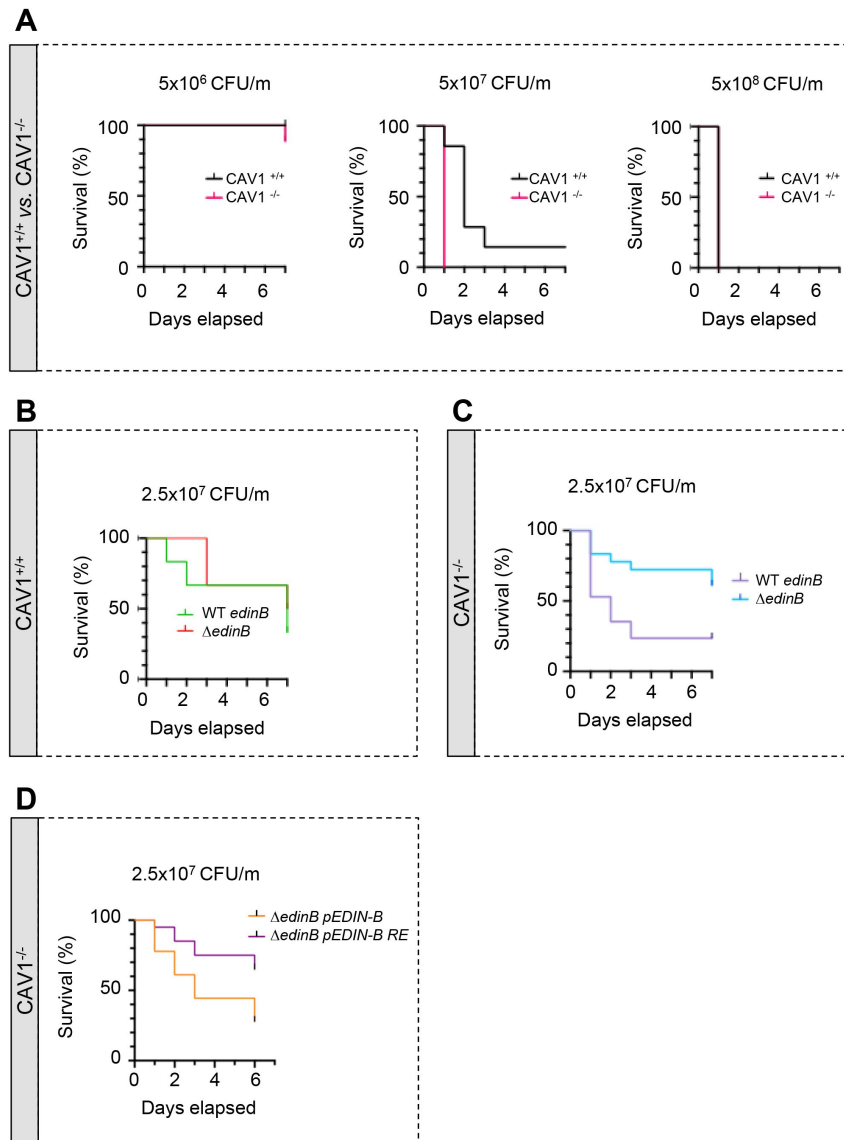 A
CAV1+/+ vs. CAV1-/-
5x10⁶ CFU/m
5x10⁷ CFU/m
5x10⁸ CFU/m
Survival (%)
100
50
0
CAV1 +/+
CAV1 -/-
0 2 4 6
Days elapsed
Survival (%)
100
50
0
CAV1 +/+
CAV1 -/-
0 2 4 6
Days elapsed
Survival (%)
100
50
0
CAV1 +/+
CAV1 -/-
0 2 4 6
Days elapsed
B
CAV1+/+
2.5x10⁷ CFU/m
Survival (%)
100
50
0
WT edinB
ΔedinB
0 2 4 6
Days elapsed
C
CAV1-/-
2.5x10⁷ CFU/m
Survival (%)
100
50
0
WT edinB
ΔedinB
0 2 4 6
Days elapsed
D
CAV1-/-
2.5x10⁷ CFU/m
Survival (%)
100
50
0
ΔedinB pEDIN-B
ΔedinB pEDIN-B RE
0 2 4 6
Days elapsed